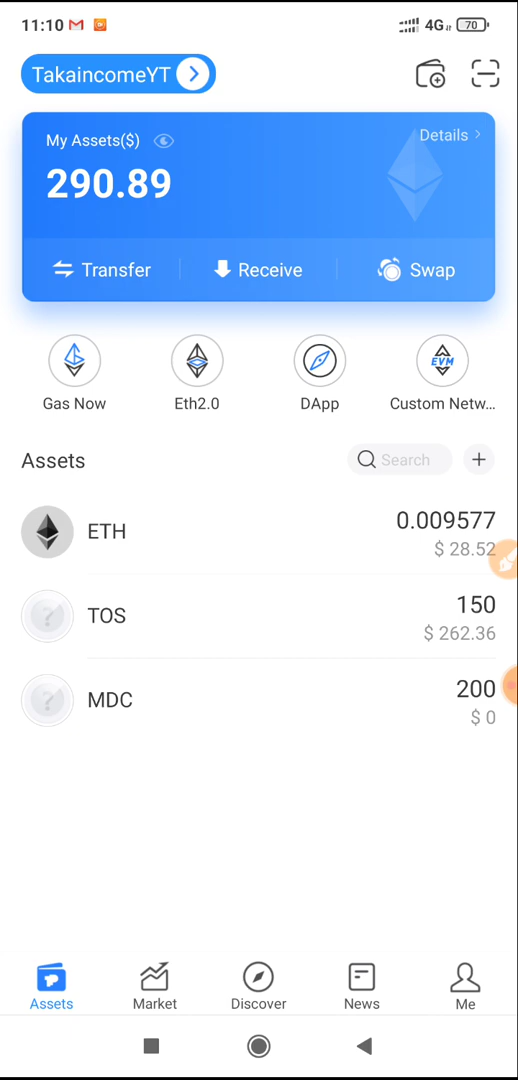 11:10 4G 70
TakaincomeYT
My Assets($) Details
290.89
Transfer Receive Swap
EVM
Gas Now Eth2.0 DApp Custom Netw...
Assets Search
ETH 0.009577
$ 28.52
TOS 150
$ 262.36
MDC 200
$ 0
Assets Market Discover News Me